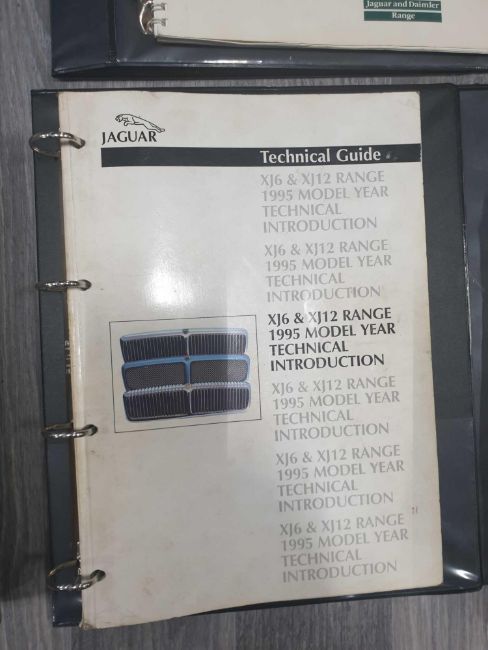 Jaguar and Daimler
Range
JAGUAR
Technical Guide
XJ6 & XJ12 RANGE
1995 MODEL YEAR
TECHNICAL
INTRODUCTION
XJ6 & XJ12 RANGE
1995 MODEL YEAR
TECHNICAL
INTRODUCTION
XJ6 & XJ12 RANGE
1995 MODEL YEAR
TECHNICAL
INTRODUCTION
XJ6 & XJ12 RANGE
1995 MODEL YEAR
TECHNICAL
INTRODUCTION
XJ6 & XJ12 RANGE
1995 MODEL YEAR
TECHNICAL
INTRODUCTION
XJ6 & XJ12 RANGE
1995 MODEL YEAR
TECHNICAL
INTRODUCTION